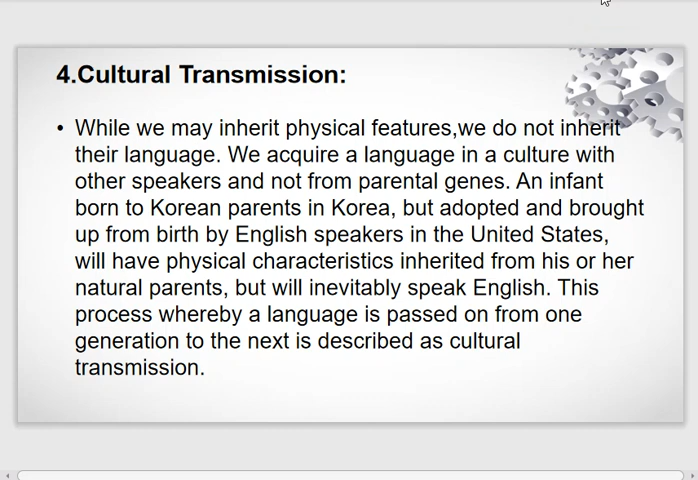 4.Cultural Transmission:
• While we may inherit physical features,we do not inherit
their language. We acquire a language in a culture with
other speakers and not from parental genes. An infant
born to Korean parents in Korea, but adopted and brought
up from birth by English speakers in the United States,
will have physical characteristics inherited from his or her
natural parents, but will inevitably speak English. This
process whereby a language is passed on from one
generation to the next is described as cultural
transmission.